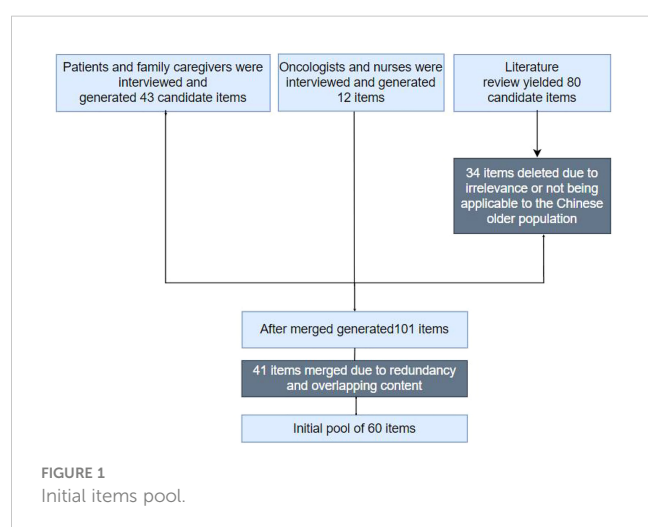 Patients and family caregivers were
interviewed and
generated 43 candidate items
Oncologists and nurses were
interviewed and generated
12 items
Literature
review yielded 80
candidate items
34 items deleted due to
irrelevance or not being
applicable to the Chinese
older population
After merged generated101 items
41 items merged due to redundancy
and overlapping content
Initial pool of 60 items
FIGURE 1
Initial items pool.